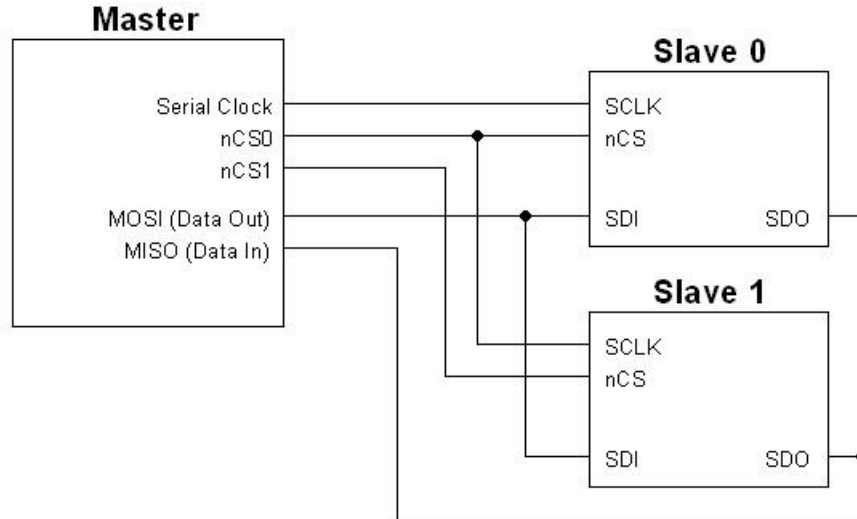 Master
Serial Clock
nCS0
nCS1
MOSI (Data Out)
MISO (Data In)
Slave 0
SCLK
nCS
SDI SDO
Slave 1
SCLK
nCS
SDI SDO